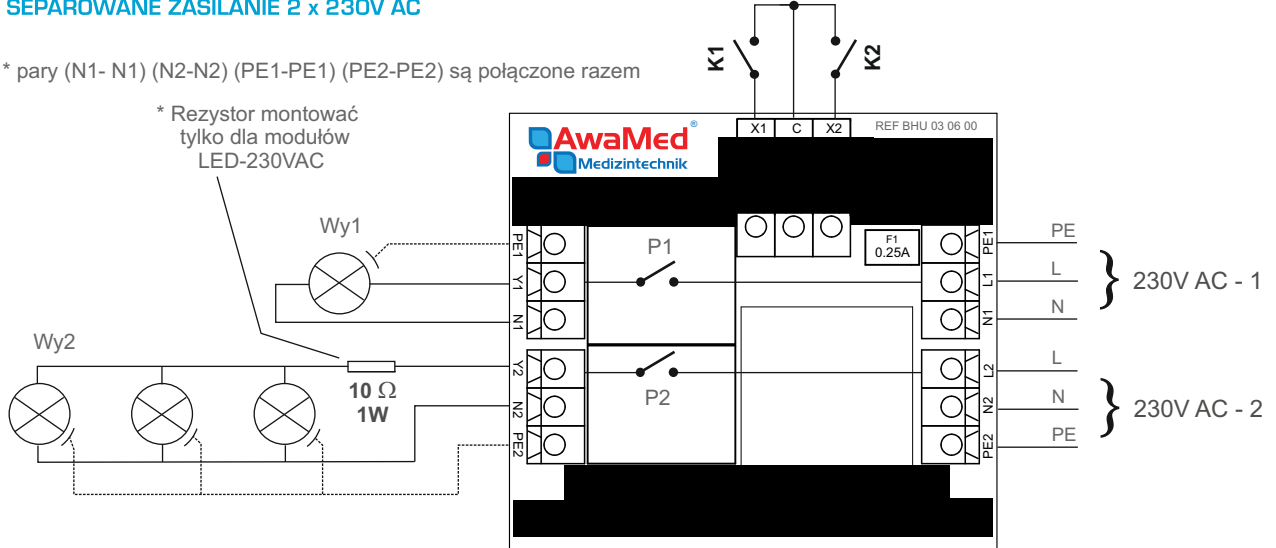 SEPAROWANE ZASILANIE 2 x 230V AC
* pary (N1- N1) (N2-N2) (PE1-PE1) (PE2-PE2) są połączone razem
* Rezystor montować
tylko dla modułów
LED-230VAC
K1
K2
X1 C X2
REF BHU 03 06 00
AwaMed®
Medizintechnik
Wy1
PE1
Y1
N1
P1
F1
0.25A
PE1
L1
N1
PE
L
N
} 230V AC - 1
Wy2
10 Ω
1W
Y2
N2
PE2
P2
L2
N2
PE2
L
N
PE
} 230V AC - 2